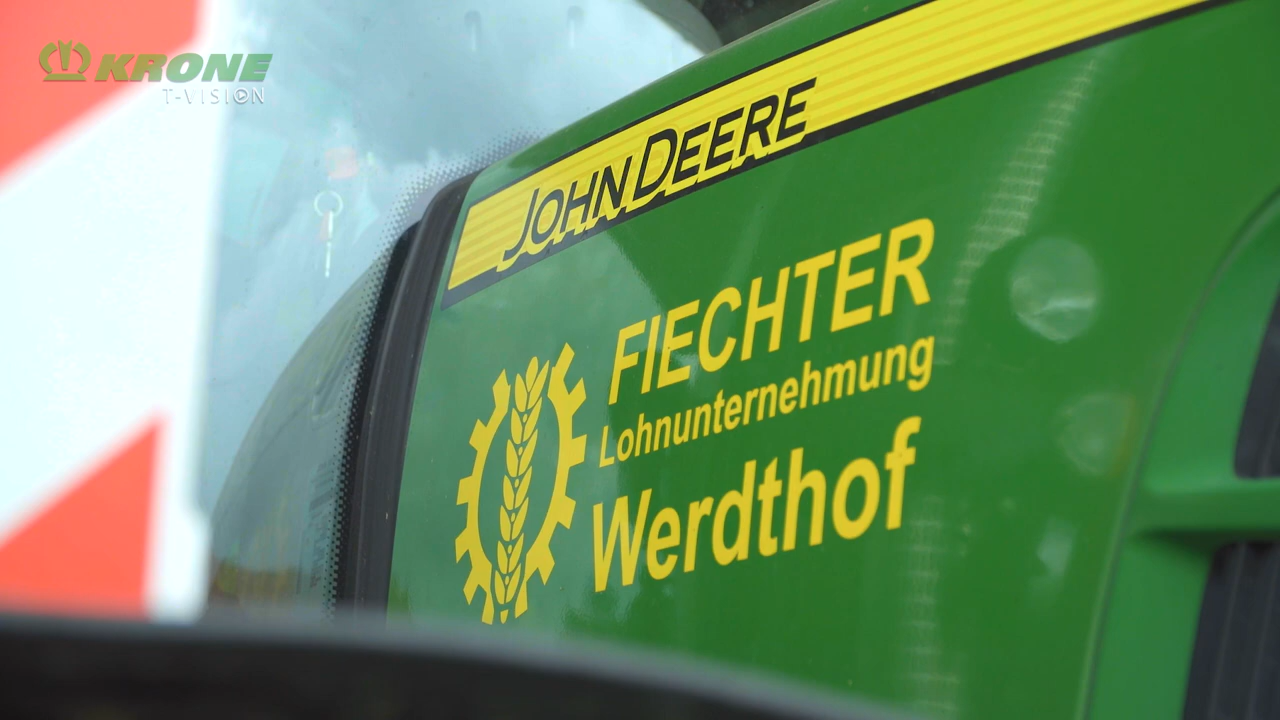 KRONE
T-VISION
JOHN DEERE
FIECHTER
Lohnunternehmung
Werdthof